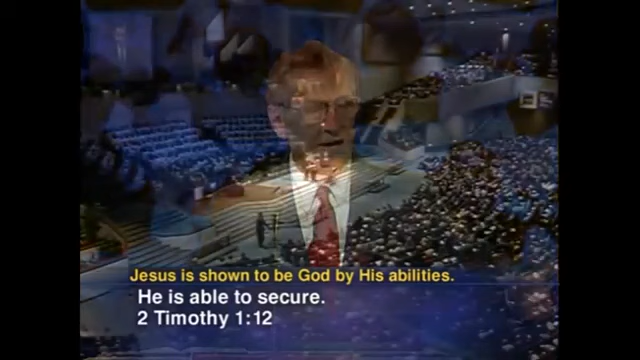 Jesus is shown to be God by His abilities.
He is able to secure.
2 Timothy 1:12